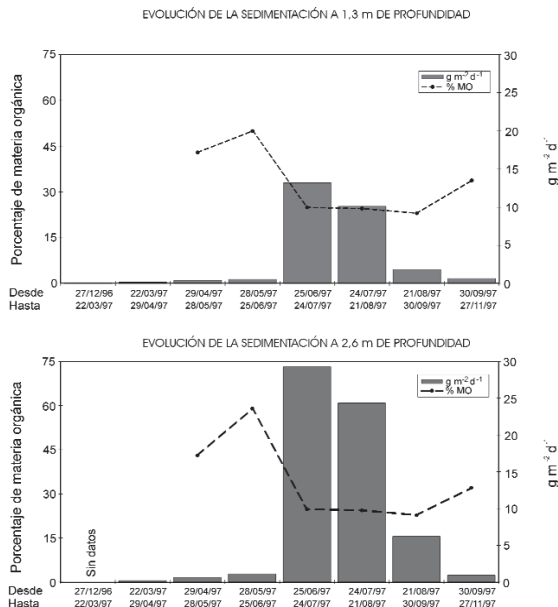 EVOLUCIÓN DE LA SEDIMENTACIÓN A 1,3 m DE PROFUNDIDAD
Porcentaje de materia orgánica
75
60
45
30
15
0
30
25
20
15
10
5
0
g m⁻² d⁻¹
g m⁻² d⁻¹
% MO
Desde 27/12/96 22/03/97 29/04/97 28/05/97 25/06/97 24/07/97 21/08/97 30/09/97
Hasta 22/03/97 29/04/97 28/05/97 25/06/97 24/07/97 21/08/97 30/09/97 27/11/97
EVOLUCIÓN DE LA SEDIMENTACIÓN A 2,6 m DE PROFUNDIDAD
Porcentaje de materia orgánica
75
60
45
30
15
0
30
25
20
15
10
5
0
g m⁻² d⁻¹
g m⁻² d⁻¹
% MO
Sin datos
Desde 27/12/96 22/03/97 29/04/97 28/05/97 25/06/97 24/07/97 21/08/97 30/09/97
Hasta 22/03/97 29/04/97 28/05/97 25/06/97 24/07/97 21/08/97 30/09/97 27/11/97